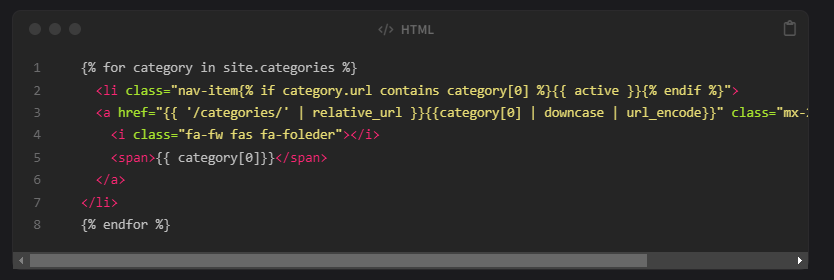 HTML
1 {% for category in site.categories %}
2 <li class="nav-item{% if category.url contains category[0] %}{{ active }}{% endif %}">
3 <a href="{{ '/categories/' | relative_url }}{{category[0] | downcase | url_encode}}" class="mx-
4 <i class="fa-fw fas fa-foleder"></i>
5 <span>{{ category[0]}}</span>
6 </a>
7 </li>
8 {% endfor %}